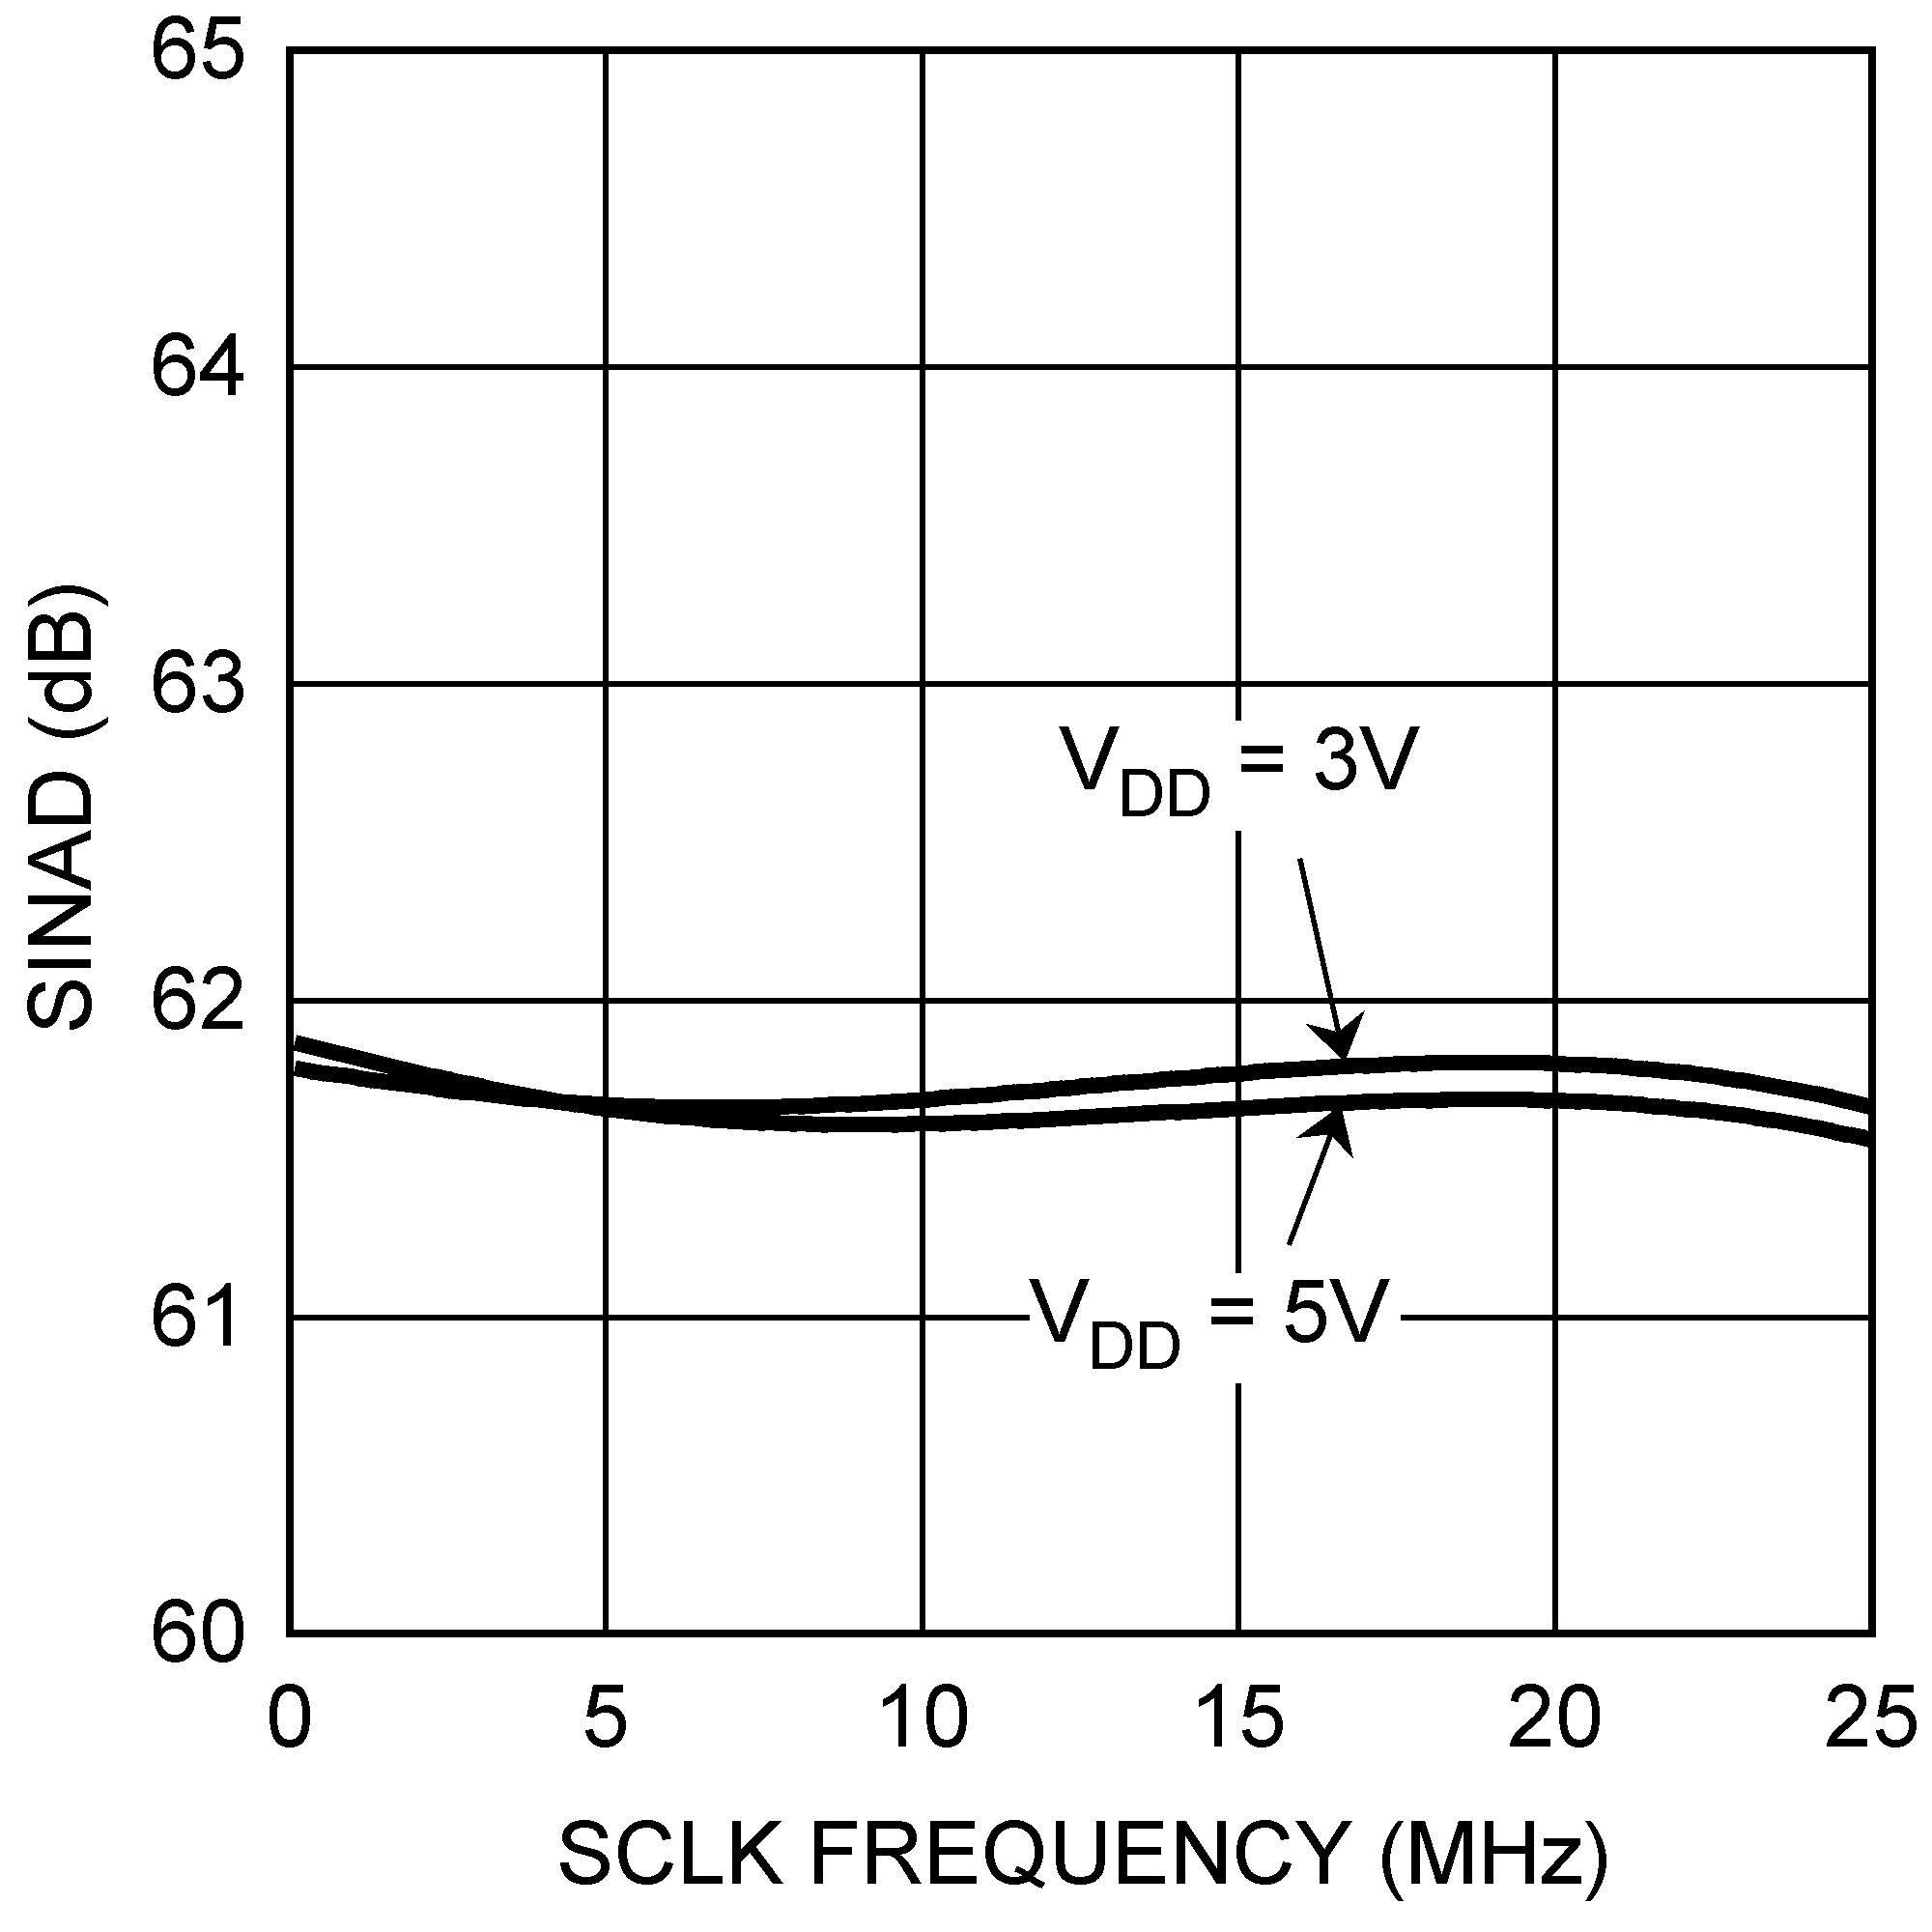 65
64
63
62
61
60
SINAD (dB)
VDD = 3V
VDD = 5V
0 5 10 15 20 25
SCLK FREQUENCY (MHz)